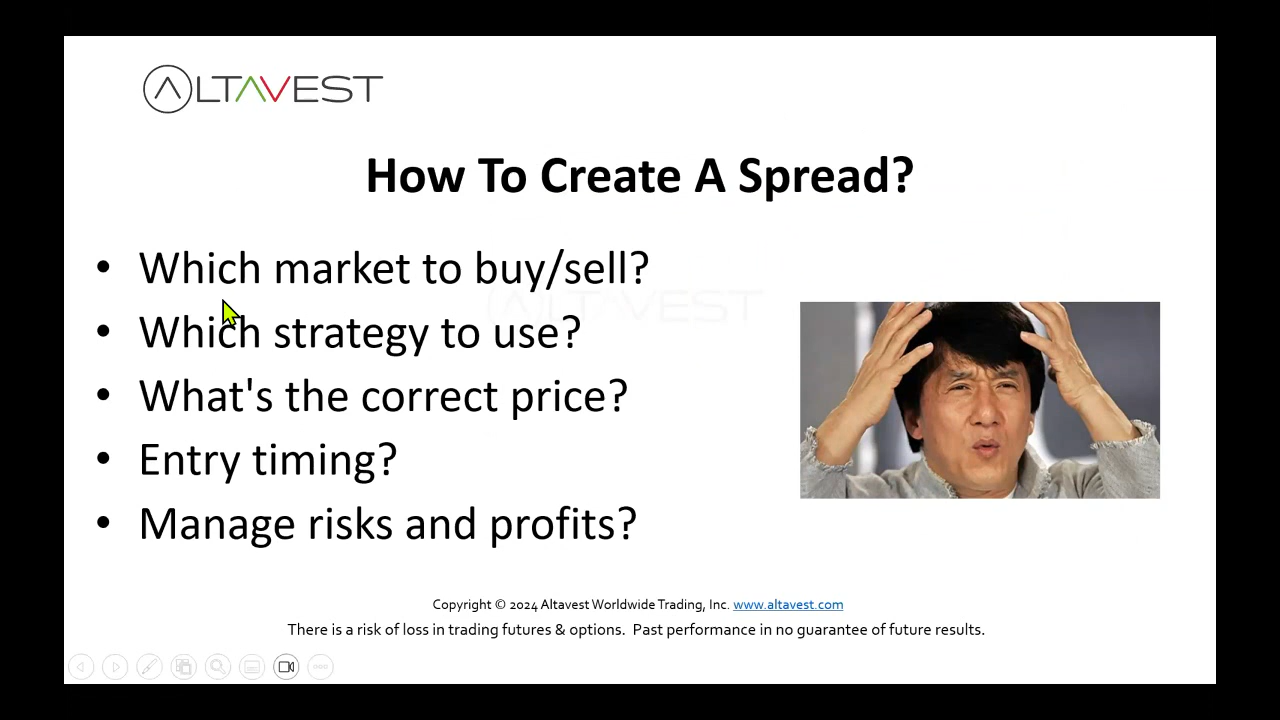 ALTAVEST
How To Create A Spread?
• Which market to buy/sell?
• Which strategy to use?
• What's the correct price?
• Entry timing?
• Manage risks and profits?
ALTAVEST
Copyright © 2024 Altavest Worldwide Trading, Inc. www.altavest.com
There is a risk of loss in trading futures & options. Past performance in no guarantee of future results.